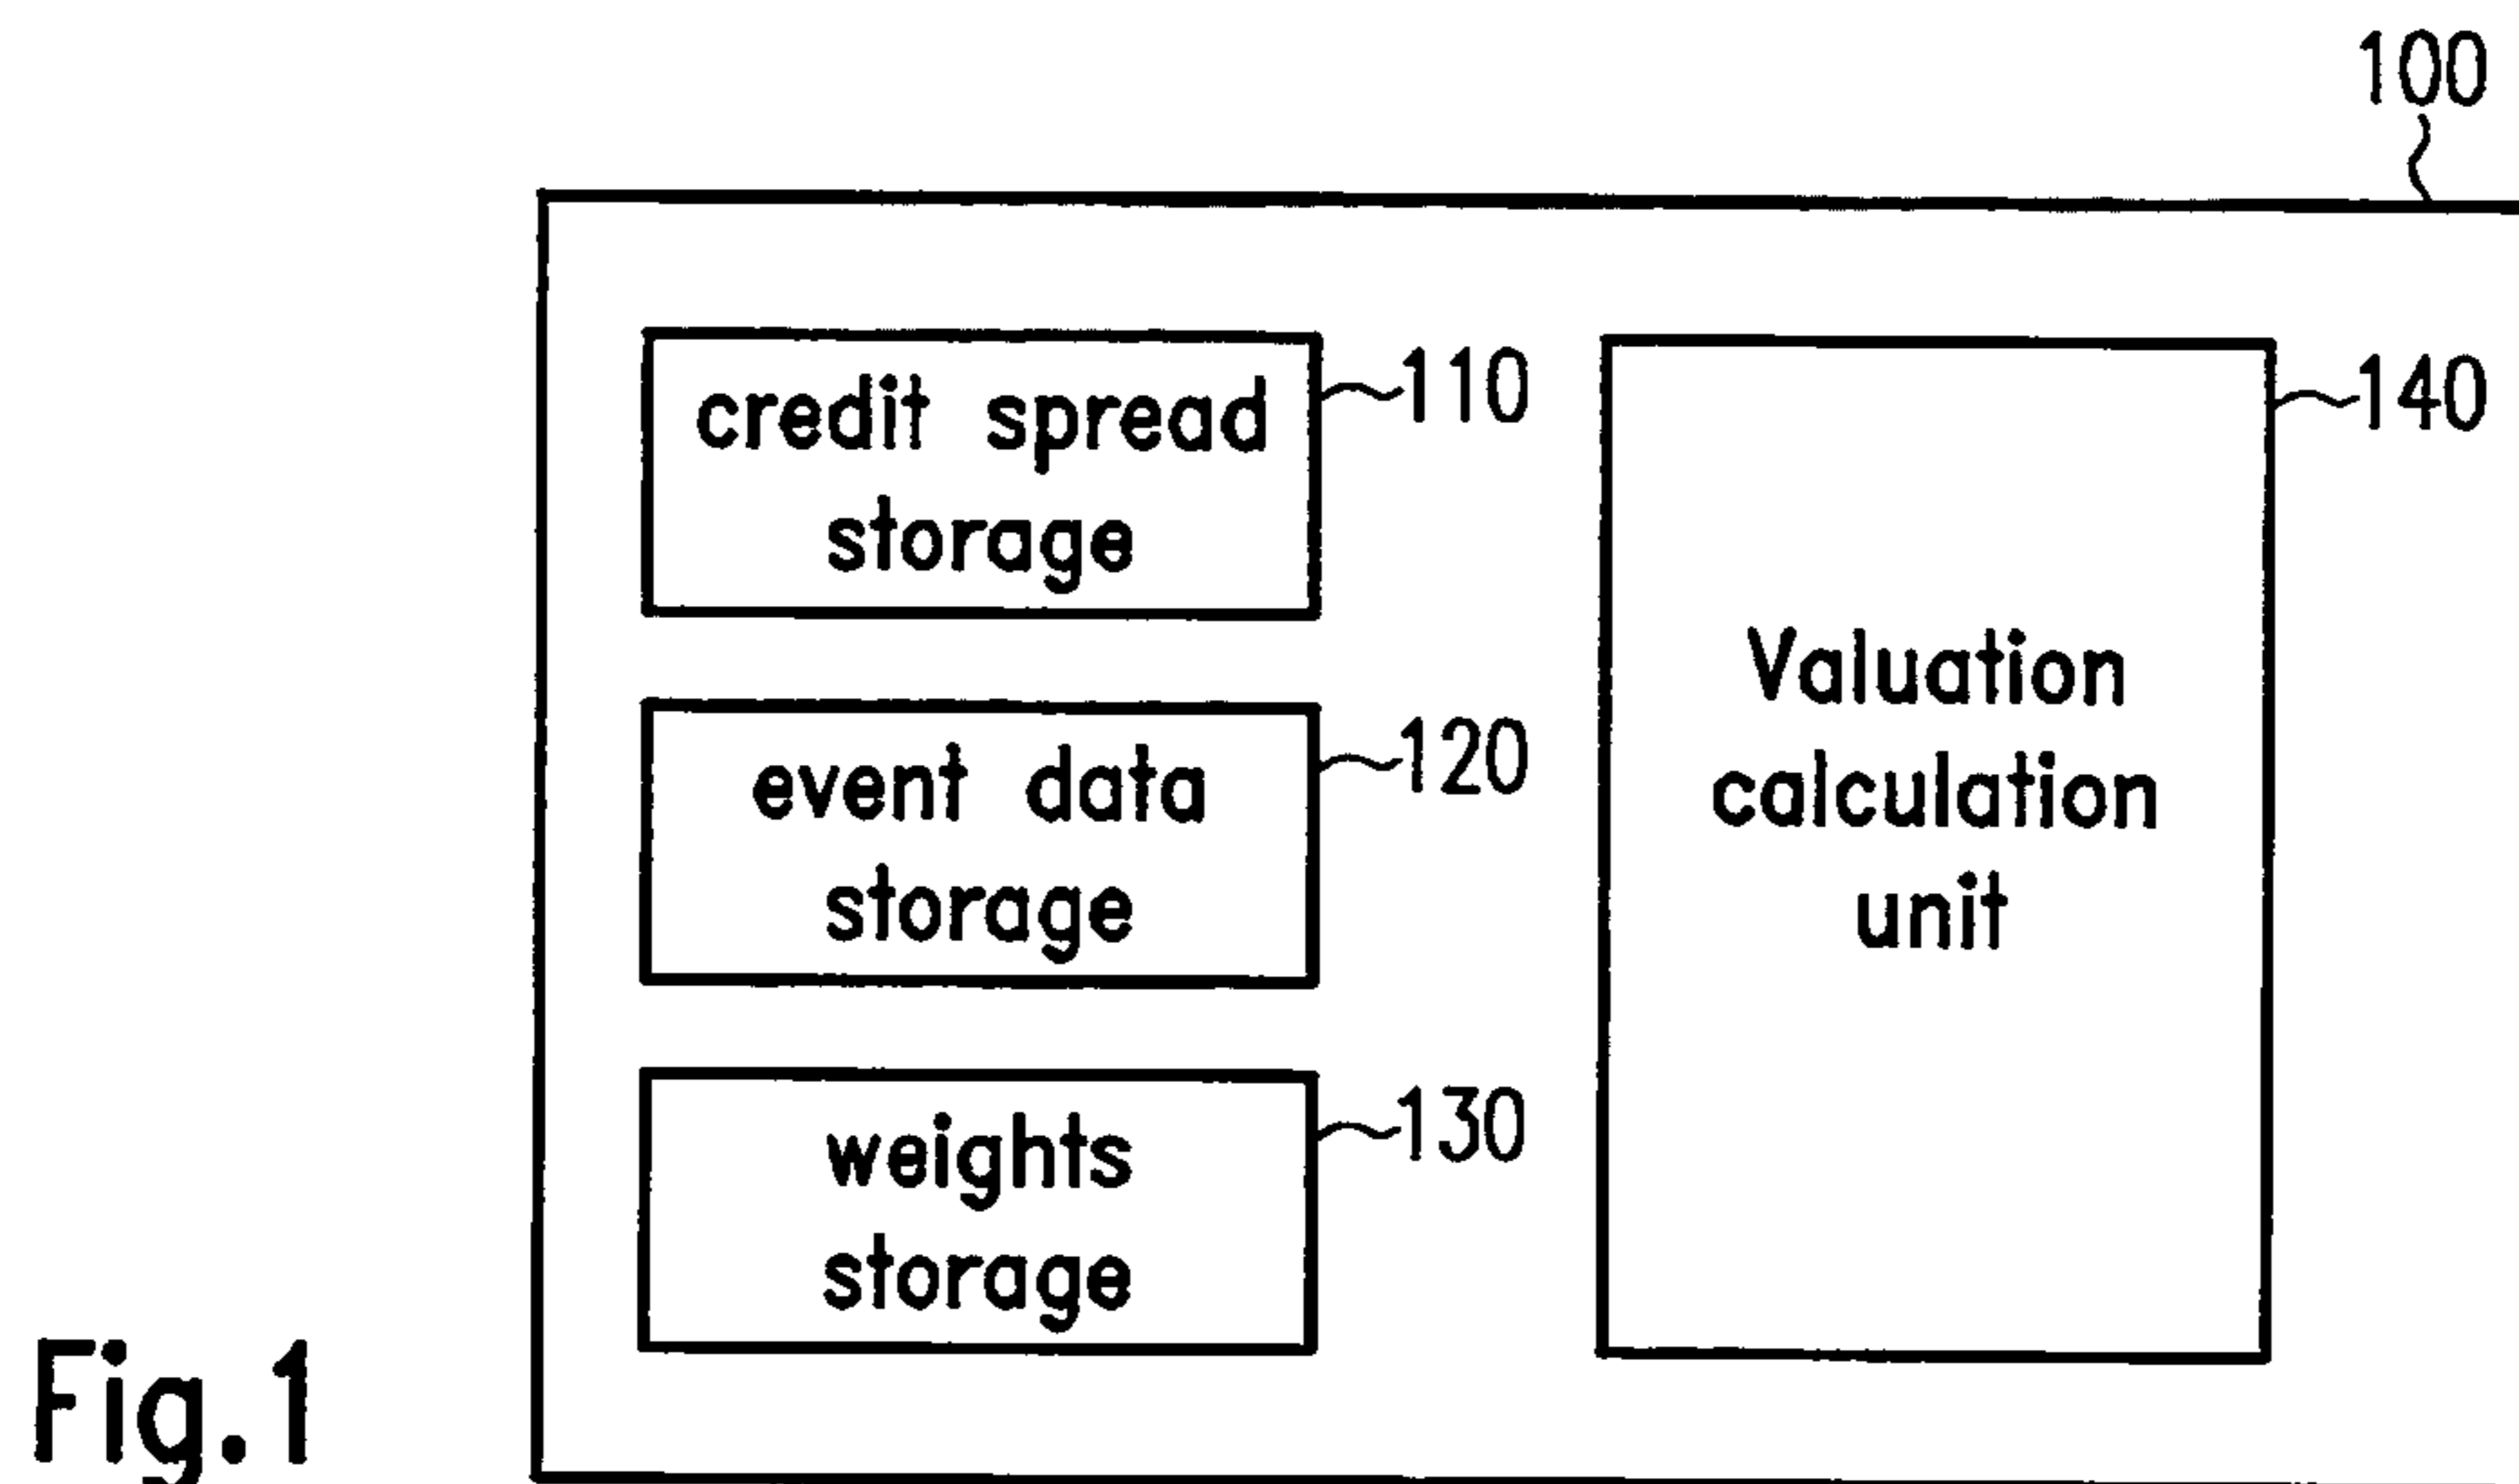 100
credit spread
storage
110
event data
storage
120
weights
storage
130
Valuation
calculation
unit
140
Fig.1